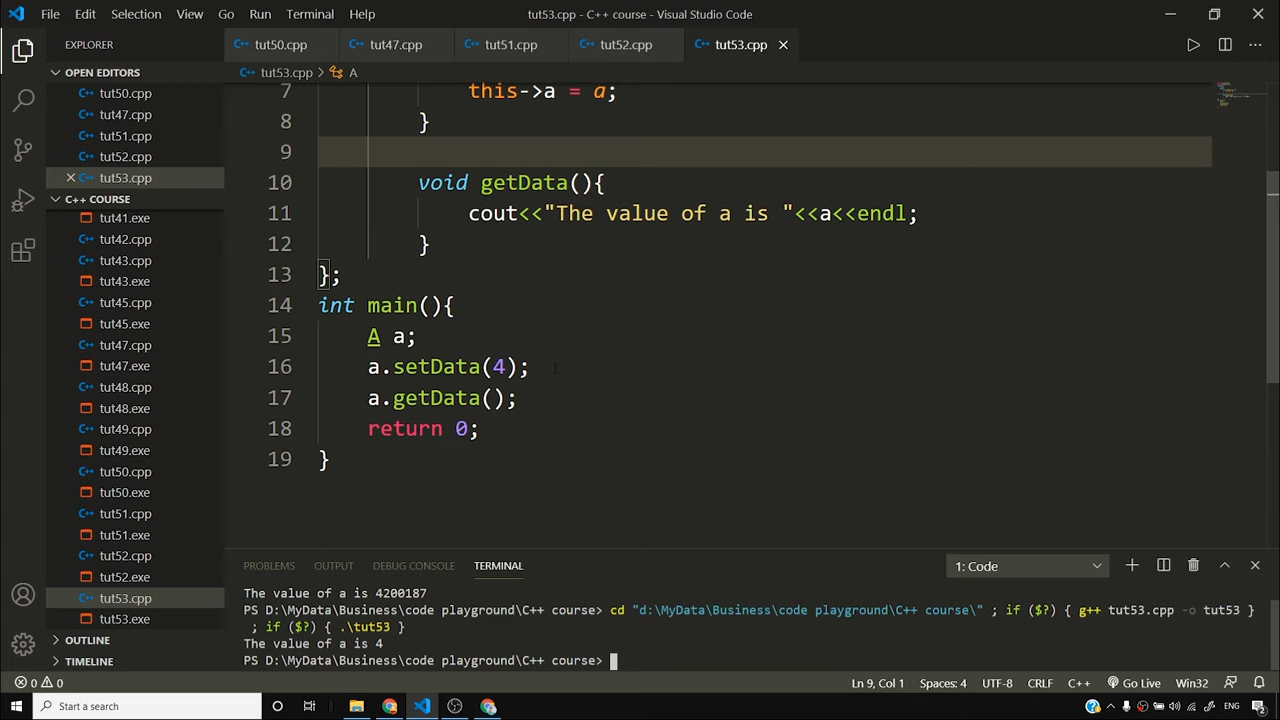 File Edit Selection View Go Run Terminal Help tut53.cpp - C++ course - Visual Studio Code
EXPLORER tut50.cpp tut47.cpp tut51.cpp tut52.cpp tut53.cpp
OPEN EDITORS
tut50.cpp
tut47.cpp
tut51.cpp
tut52.cpp
tut53.cpp
C++ COURSE
tut41.exe
tut42.cpp
tut43.cpp
tut43.exe
tut45.cpp
tut45.exe
tut47.cpp
tut47.exe
tut48.cpp
tut48.exe
tut49.cpp
tut49.exe
tut50.cpp
tut50.exe
tut51.cpp
tut51.exe
tut52.cpp
tut52.exe
tut53.cpp
tut53.exe
OUTLINE
TIMELINE
tut53.cpp > A
7 this->a = a;
8 }
9
10 void getData(){
11 cout<<"The value of a is "<<a<<endl;
12 }
13 };
14 int main(){
15 A a;
16 a.setData(4);
17 a.getData();
18 return 0;
19 }
PROBLEMS OUTPUT DEBUG CONSOLE TERMINAL 1: Code
The value of a is 4200187
PS D:\MyData\Business\code playground\C++ course> cd "d:\MyData\Business\code playground\C++ course\" ; if ($?) { g++ tut53.cpp -o tut53 }
; if ($?) { .\tut53 }
The value of a is 4
PS D:\MyData\Business\code playground\C++ course>
0 0 Ln 9, Col 1 Spaces: 4 UTF-8 CRLF C++ Go Live Win32
Start a search ENG 2